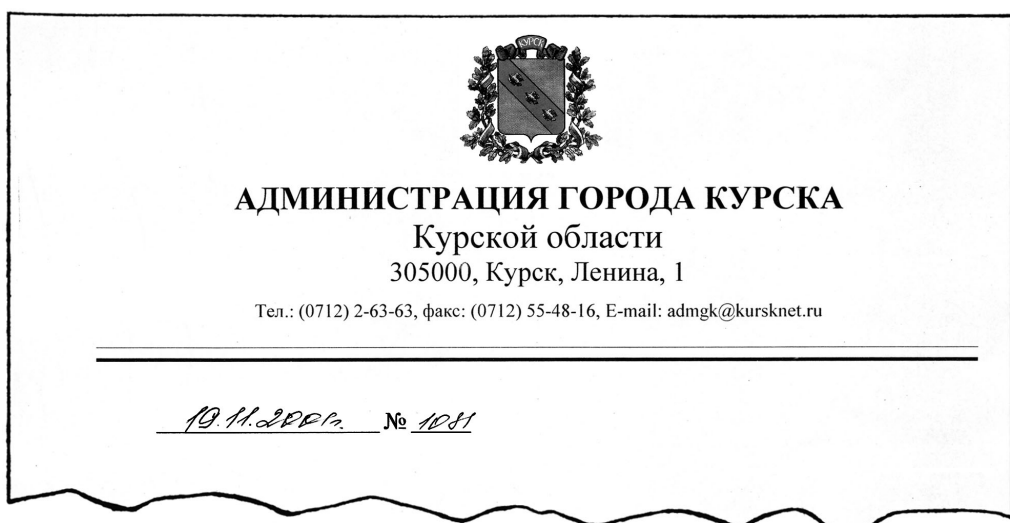 КУРСК
АДМИНИСТРАЦИЯ ГОРОДА КУРСКА
Курской области
305000, Курск, Ленина, 1
Тел.: (0712) 2-63-63, факс: (0712) 55-48-16, E-mail: admgk@kursknet.ru
19.11. № 1081